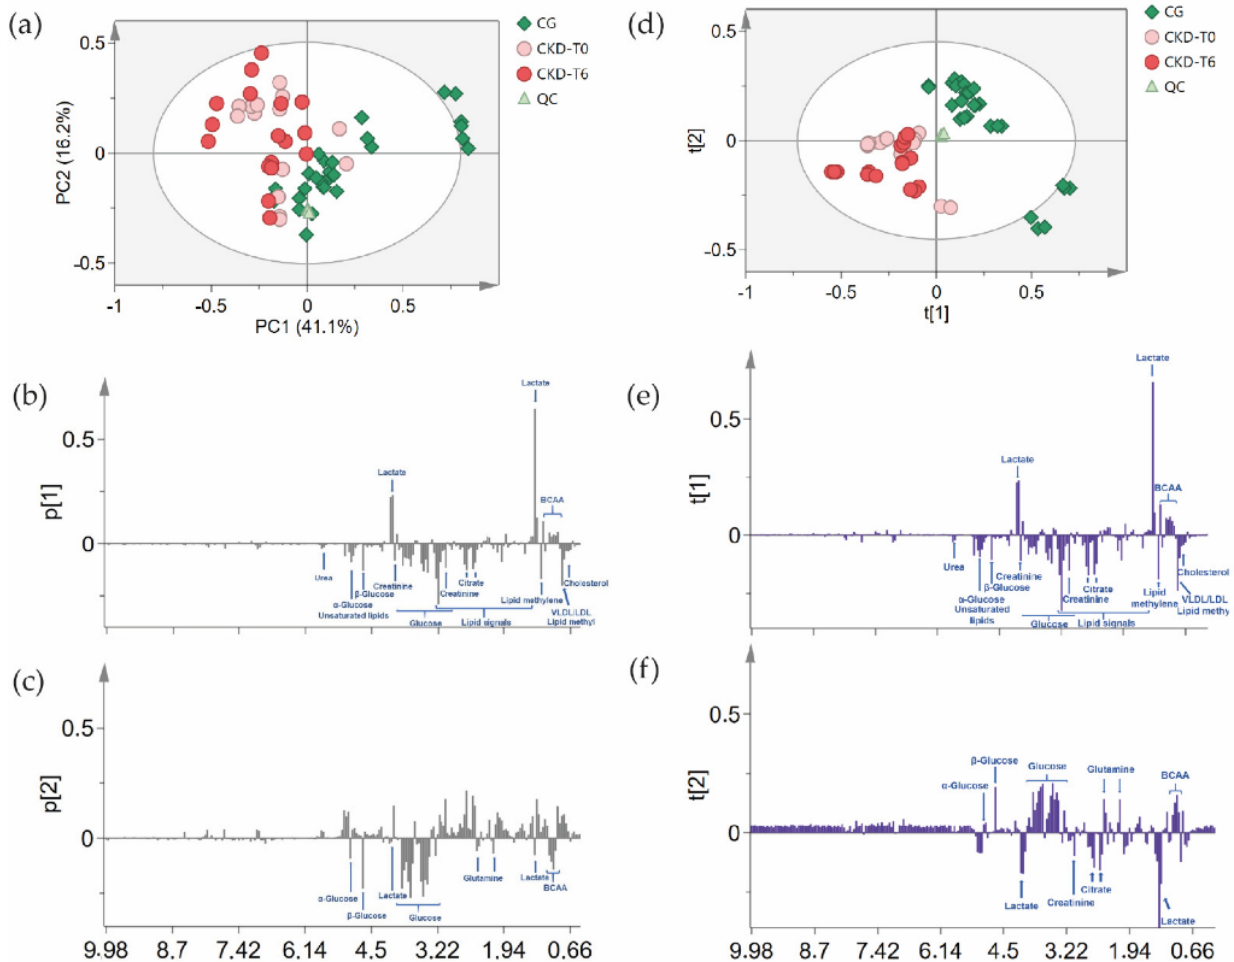 (a)
CG
CKD-T0
CKD-T6
QC
0.5
0
-0.5
PC2 (16.2%)
-1
-0.5
0
0.5
PC1 (41.1%)
(d)
CG
CKD-T0
CKD-T6
QC
0.5
0
-0.5
t[2]
-1
-0.5
0
0.5
t[1]
(b)
Lactate
0.5
p[1]
Lactate
BCAA
0
Urea
α-Glucose
Unsaturated lipids
β-Glucose
Creatinine
Glucose
Creatinine
Citrate
Lipid signals
Lipid methylene
Cholesterol
VLDL/LDL
Lipid methyl
(e)
Lactate
0.5
t[1]
Lactate
BCAA
0
Urea
α-Glucose
Unsaturated
lipids
β-Glucose
Creatinine
Glucose
Creatinine
Citrate
Lipid signals
Lipid
methylene
Cholesterol
VLDL/LDL
Lipid methy
(c)
0.5
p[2]
0
α-Glucose
β-Glucose
Lactate
Glucose
Glutamine
Lactate
BCAA
9.98
8.7
7.42
6.14
4.5
3.22
1.94
0.66
(f)
0.5
t[2]
α-Glucose
β-Glucose
Glucose
Glutamine
BCAA
0
Lactate
Creatinine
Citrate
Lactate
9.98
8.7
7.42
6.14
4.5
3.22
1.94
0.66